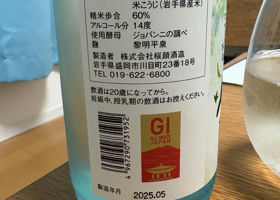 米こうじ（岩手県産米）
精米歩合 60%
アルコール分 14度
使用酵母 ジョバンニの調べ
麹 黎明平泉
製造者 株式会社桜顔酒造
岩手県盛岡市川目町23番18号
TEL 019-622-6800
飲酒は20歳になってから。
妊娠中、授乳期の飲酒はお控えください。
GI
JAPAN
4967290731952
製造年月 2025.05